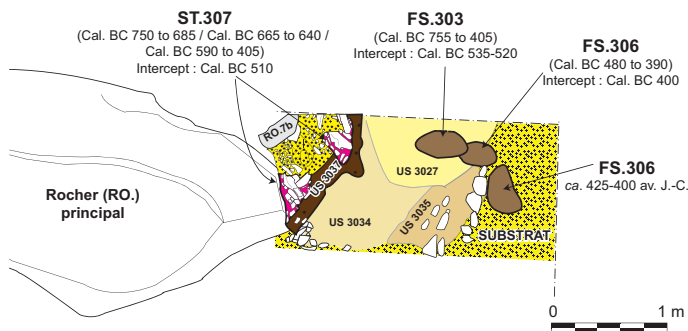 ST.307
(Cal. BC 750 to 685 / Cal. BC 665 to 640 /
/ Cal. BC 590 to 405)
Intercept : Cal. BC 510
FS.303
(Cal. BC 755 to 405)
Intercept : Cal. BC 535-520
FS.306
(Cal. BC 480 to 390)
Intercept : Cal. BC 400
RO.7b
US 3037
US 3027
FS.306
ca. 425-400 av. J.-C.
Rocher (RO.)
principal
US 3034
US 3035
SUBSTRAT
0 1 m